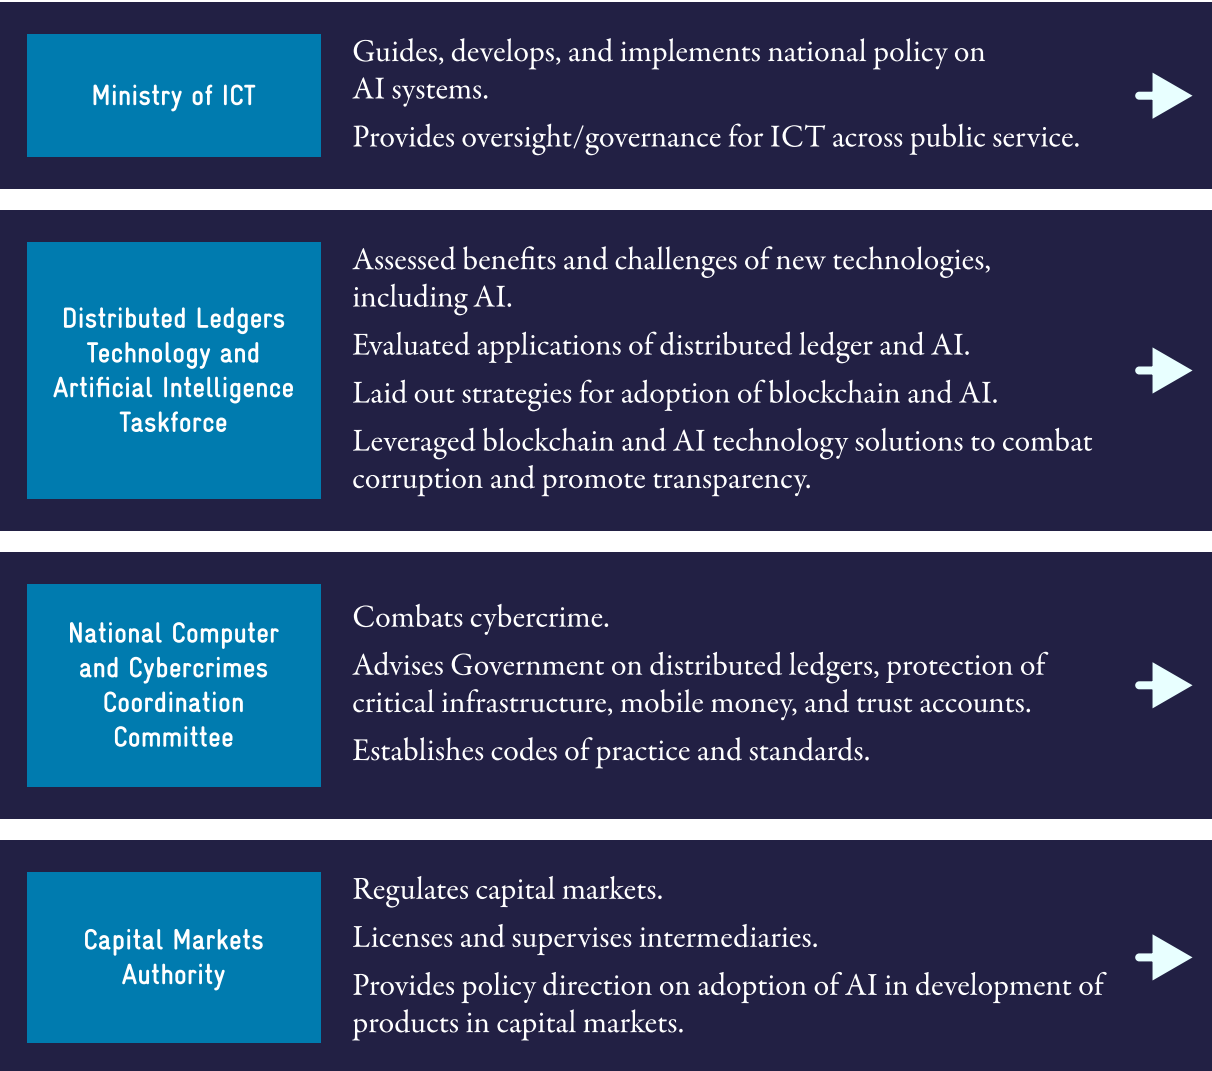 Ministry of ICT
Guides, develops, and implements national policy on
AI systems.
Provides oversight/governance for ICT across public service.
Distributed Ledgers
Technology and
Artificial Intelligence
Taskforce
Assessed benefits and challenges of new technologies,
including AI.
Evaluated applications of distributed ledger and AI.
Laid out strategies for adoption of blockchain and AI.
Leveraged blockchain and AI technology solutions to combat
corruption and promote transparency.
National Computer
and Cybercrimes
Coordination
Committee
Combats cybercrime.
Advises Government on distributed ledgers, protection of
critical infrastructure, mobile money, and trust accounts.
Establishes codes of practice and standards.
Capital Markets
Authority
Regulates capital markets.
Licenses and supervises intermediaries.
Provides policy direction on adoption of AI in development of
products in capital markets.